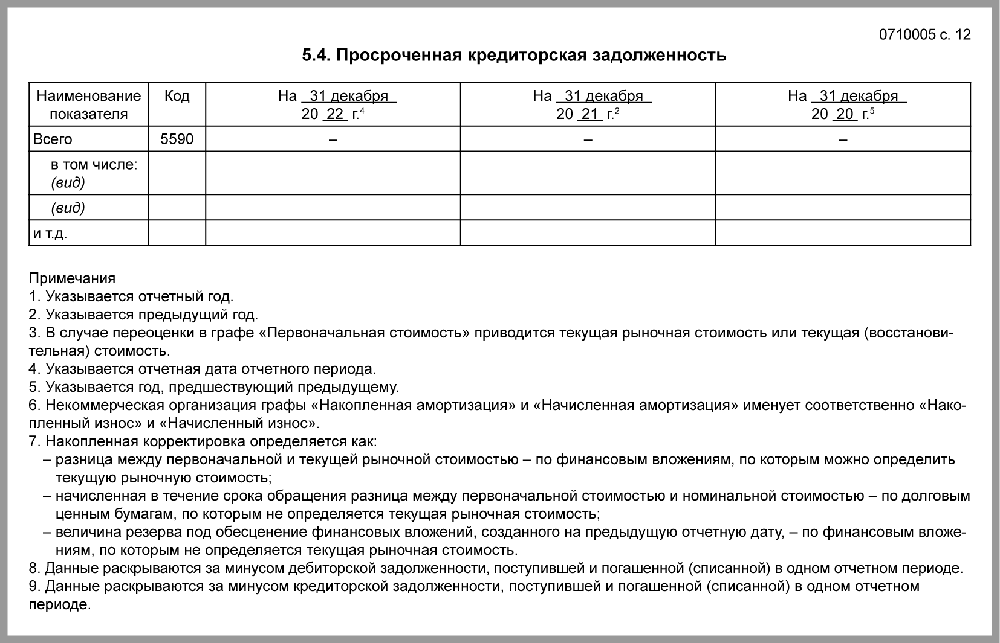 0710005 с. 12
5.4. Просроченная кредиторская задолженность
Наименование показателя Код На 31 декабря 20 22 г.4 На 31 декабря 20 21 г.2 На 31 декабря 20 20 г.5
Всего 5590 – – –
в том числе:
(вид)
(вид)
и т.д.
Примечания
1. Указывается отчетный год.
2. Указывается предыдущий год.
3. В случае переоценки в графе «Первоначальная стоимость» приводится текущая рыночная стоимость или текущая (восстанови-
тельная) стоимость.
4. Указывается отчетная дата отчетного периода.
5. Указывается год, предшествующий предыдущему.
6. Некоммерческая организация графы «Накопленная амортизация» и «Начисленная амортизация» именует соответственно «Нако-
пленный износ» и «Начисленный износ».
7. Накопленная корректировка определяется как:
– разница между первоначальной и текущей рыночной стоимостью – по финансовым вложениям, по которым можно определить
текущую рыночную стоимость;
– начисленная в течение срока обращения разница между первоначальной стоимостью и номинальной стоимостью – по долговым
ценным бумагам, по которым не определяется текущая рыночная стоимость;
– величина резерва под обесценение финансовых вложений, созданного на предыдущую отчетную дату, – по финансовым вложе-
ниям, по которым не определяется текущая рыночная стоимость.
8. Данные раскрываются за минусом дебиторской задолженности, поступившей и погашенной (списанной) в одном отчетном периоде.
9. Данные раскрываются за минусом кредиторской задолженности, поступившей и погашенной (списанной) в одном отчетном
периоде.